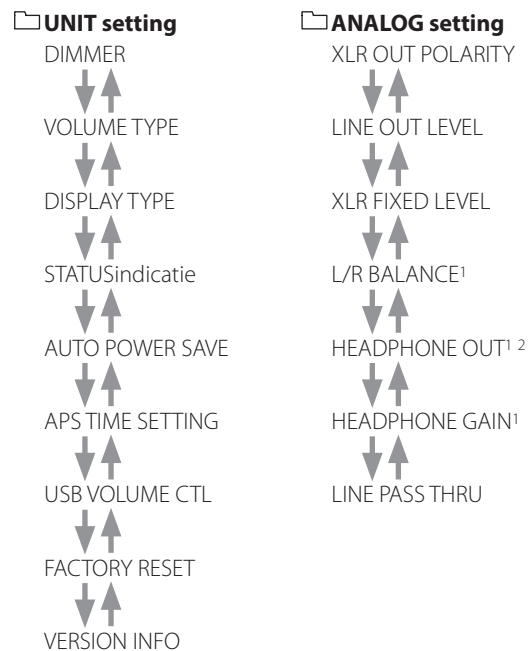 UNIT setting
DIMMER
VOLUME TYPE
DISPLAY TYPE
STATUSindicatie
AUTO POWER SAVE
APS TIME SETTING
USB VOLUME CTL
FACTORY RESET
VERSION INFO
ANALOG setting
XLR OUT POLARITY
LINE OUT LEVEL
XLR FIXED LEVEL
L/R BALANCE¹
HEADPHONE OUT¹ ²
HEADPHONE GAIN¹
LINE PASS THRU